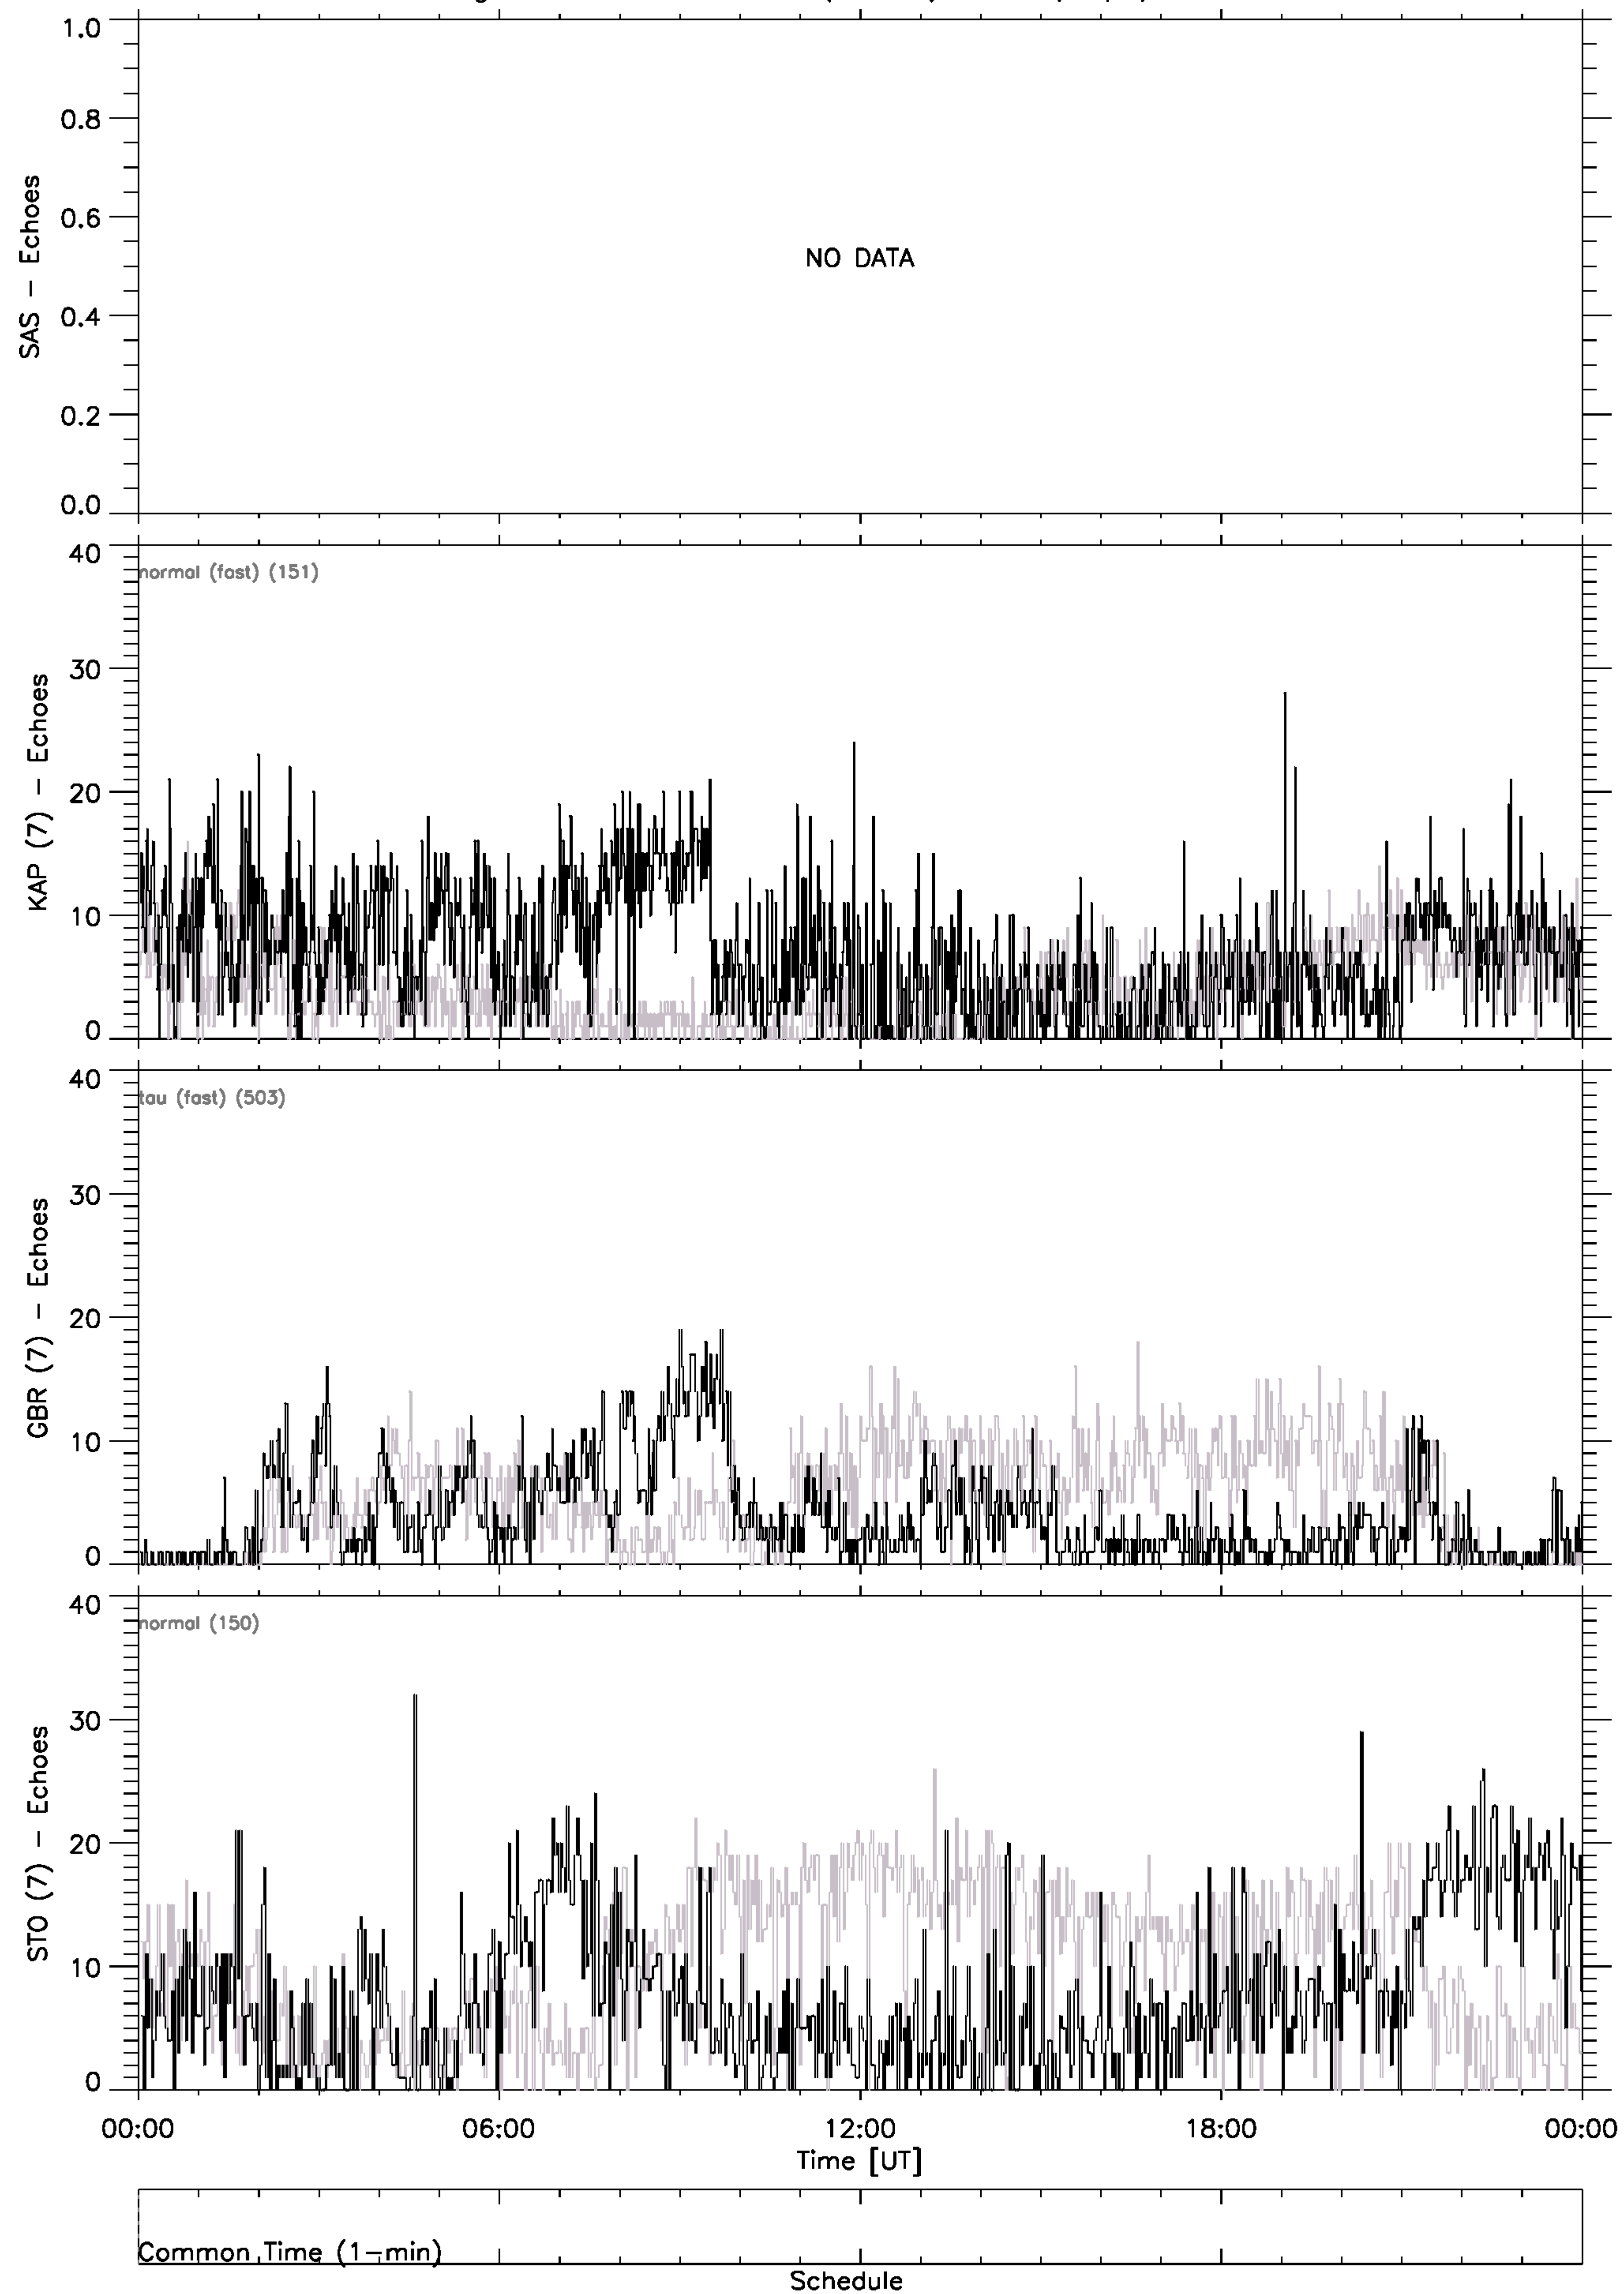 1.0
0.8
0.6
0.4
0.2
0.0
SAS – Echoes
NO DATA
40
30
20
10
0
KAP (7) – Echoes
normal (fast) (151)
40
30
20
10
0
GBR (7) – Echoes
tau (fast) (503)
40
30
20
10
0
STO (7) – Echoes
normal (150)
00:00 06:00 12:00 18:00 00:00
Time [UT]
Common Time (1–min)
Schedule